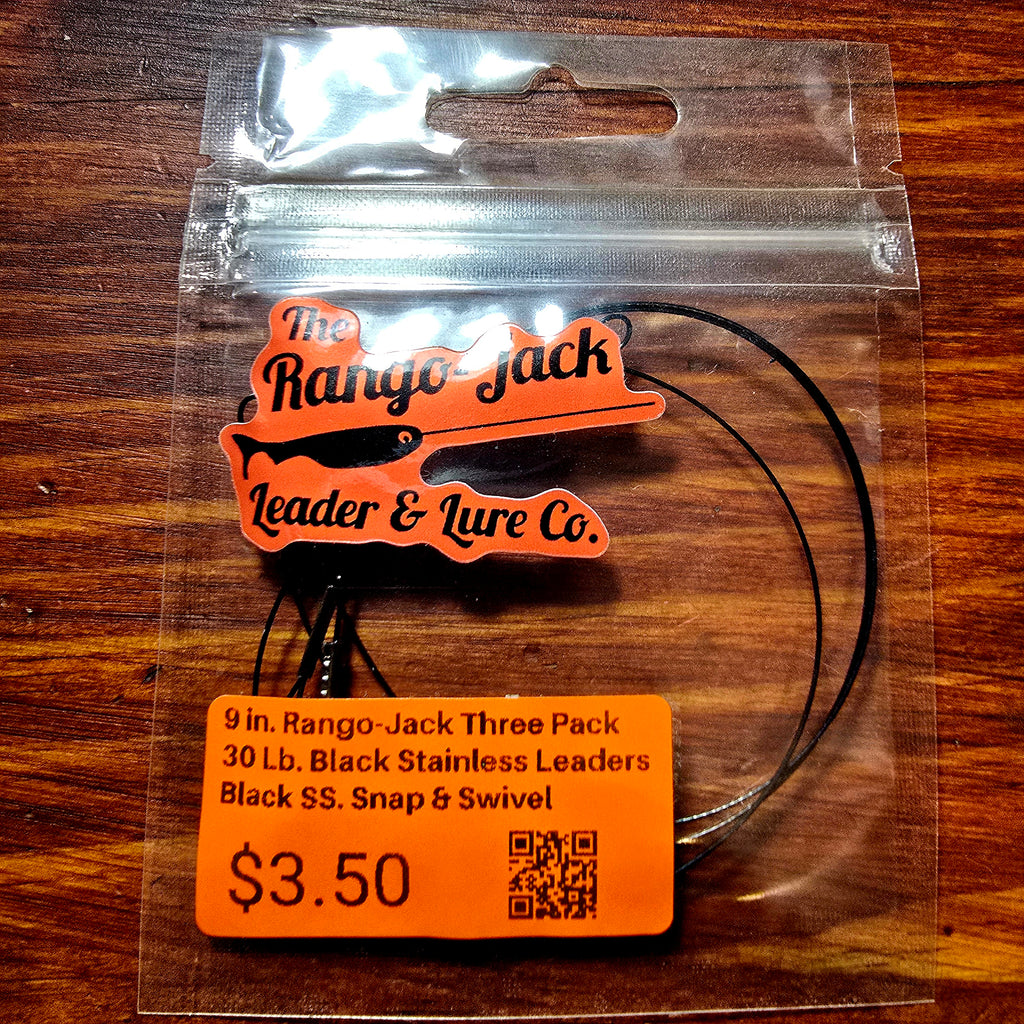 The
Rango-Jack
Leader & Lure Co.
9 in. Rango-Jack Three Pack
30 Lb. Black Stainless Leaders
Black SS. Snap & Swivel
$3.50